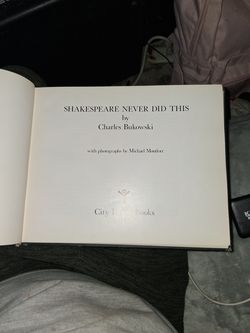 SHAKESPEARE NEVER DID THIS
by
Charles Bukowski
with photographs by Michael Montfort
City Books